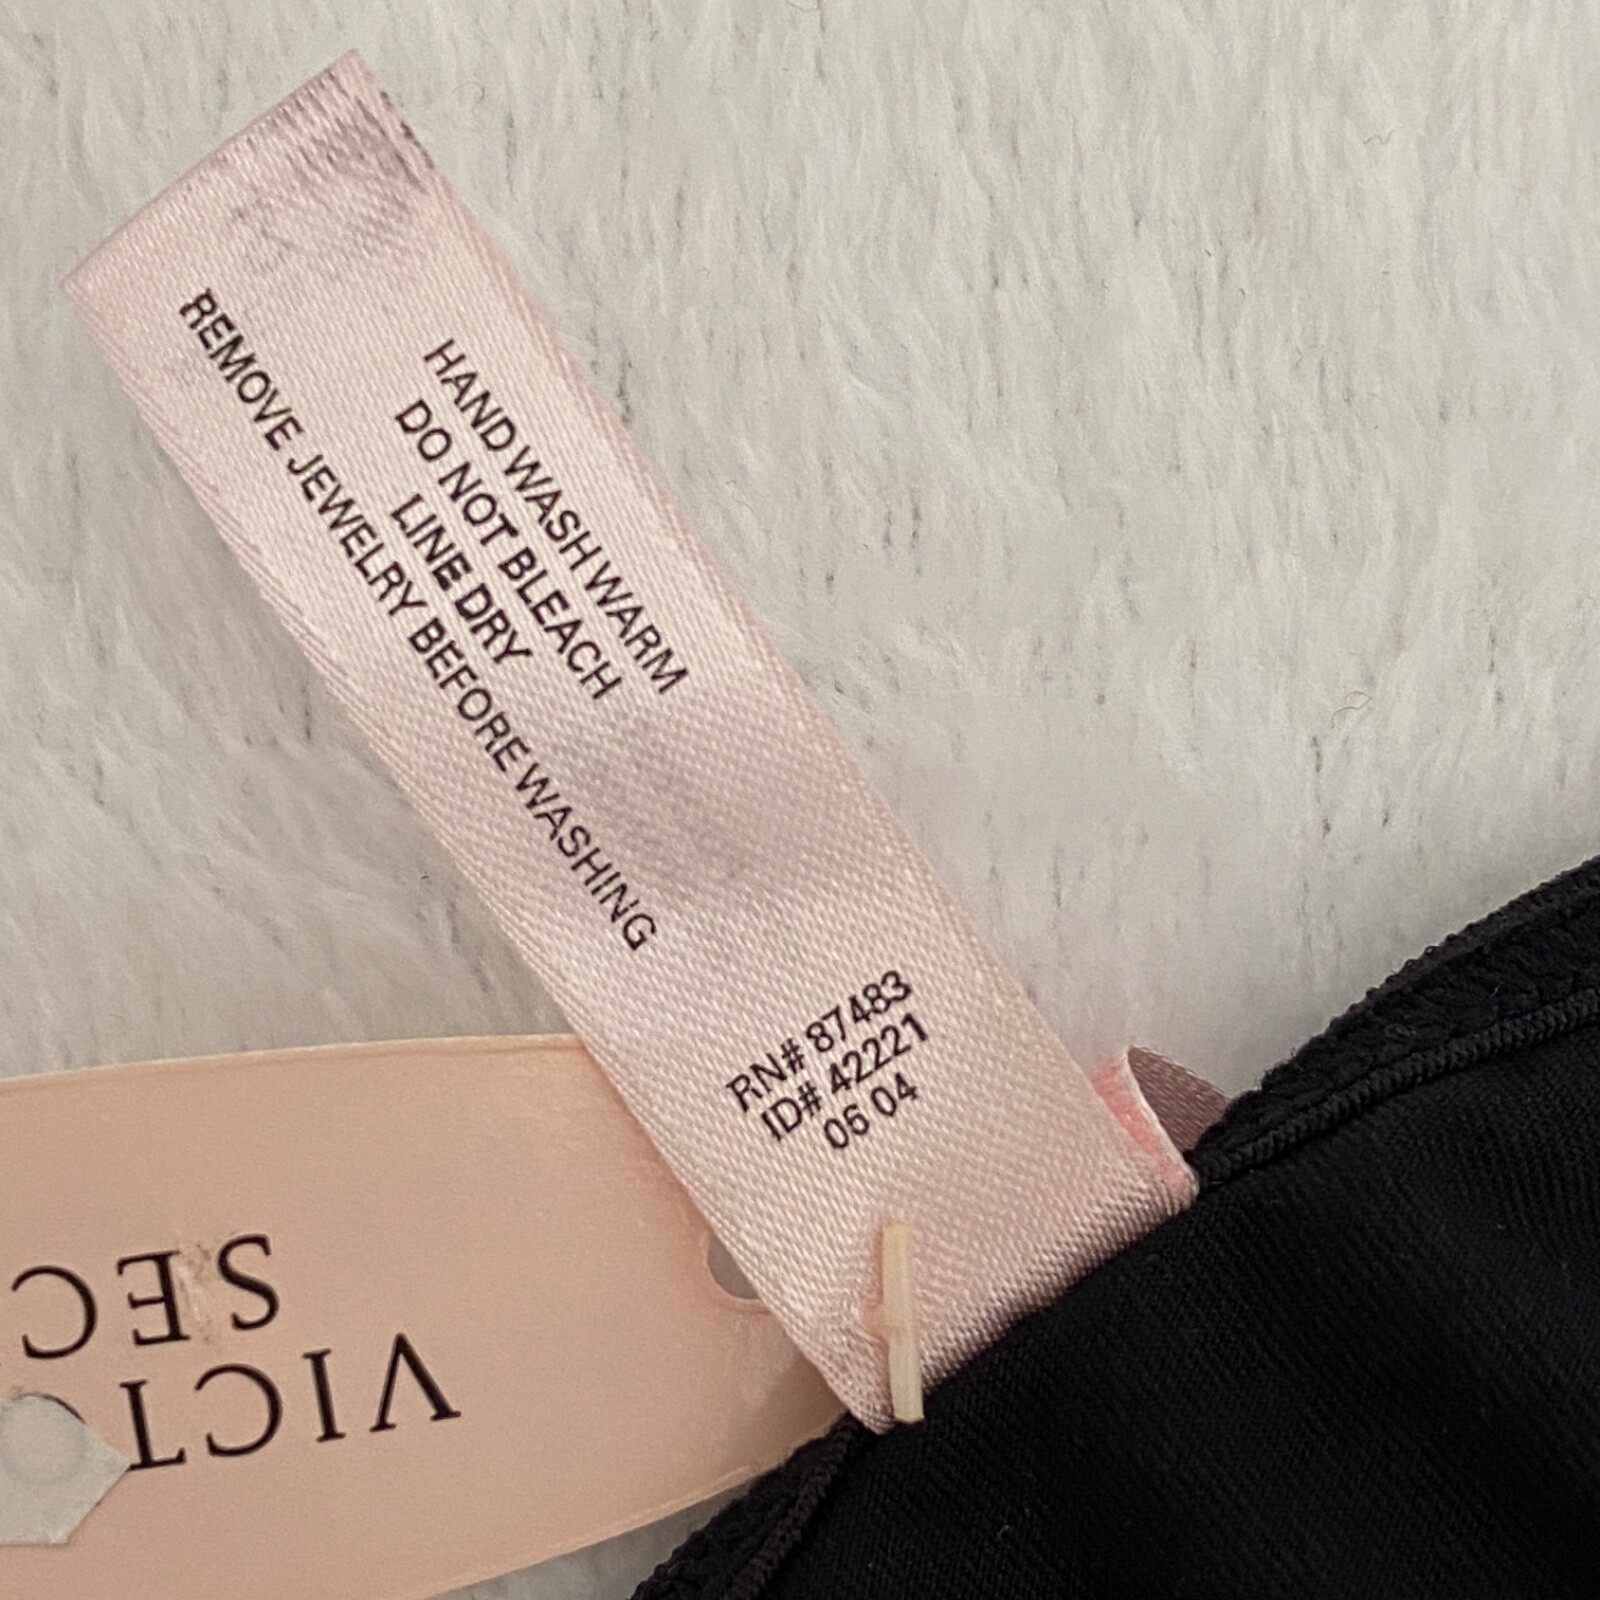 HAND WASH WARM
DO NOT BLEACH
LINE DRY
REMOVE JEWELRY BEFORE WASHING
RN# 87483
ID# 42221
06 04
VICTO
SEC